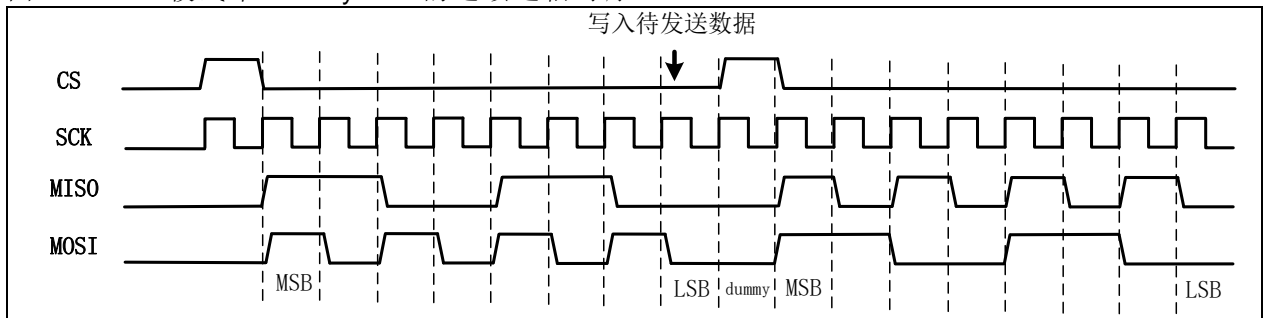 写入待发送数据
CS
SCK
MISO
MOSI
MSB LSB dummy MSB LSB